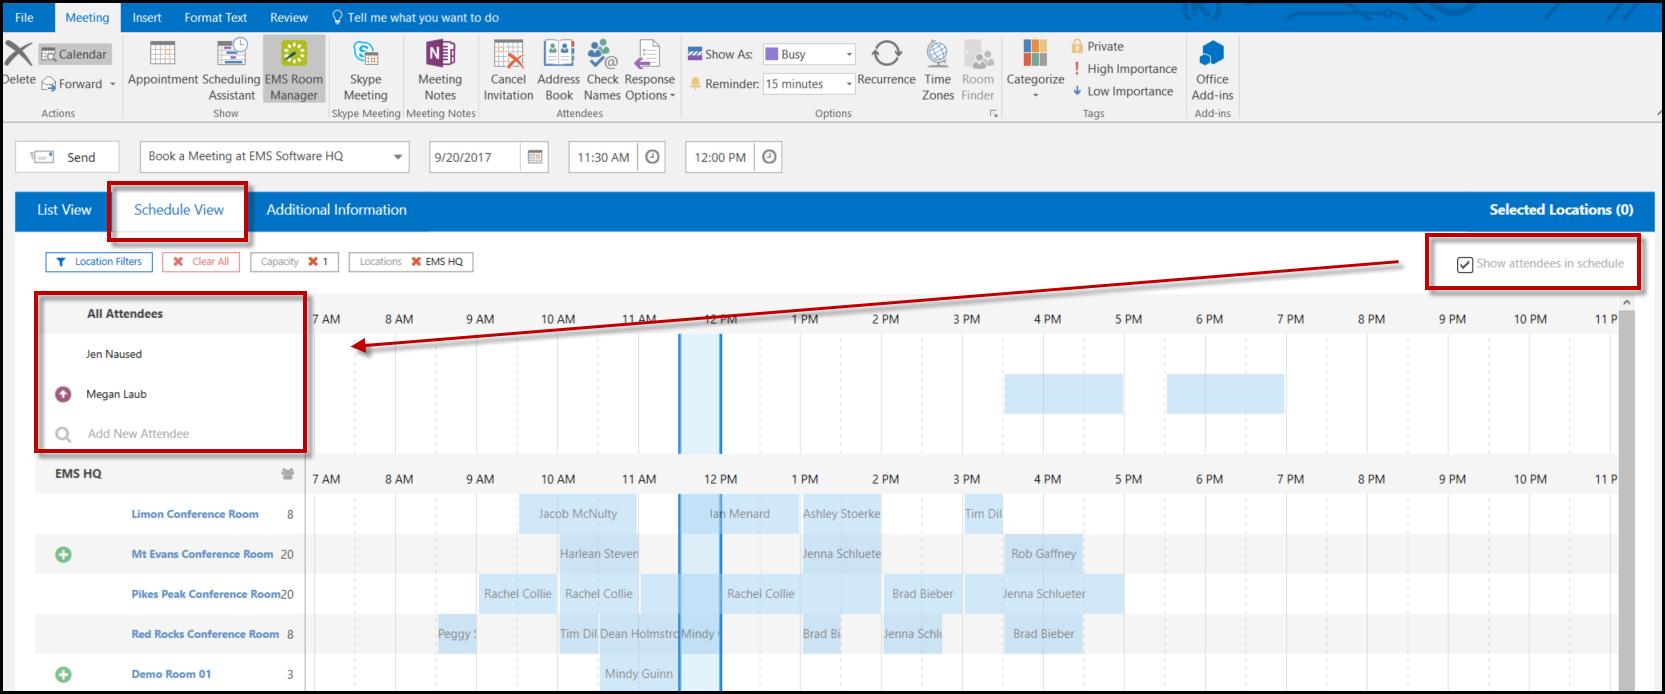 File Meeting Insert Format Text Review Tell me what you want to do
Delete Calendar Forward
Appointment Scheduling Assistant EMS Room Manager
Skype Meeting
Meeting Notes
Cancel Invitation Address Book Check Names Response Options
Show As: Busy
Reminder: 15 minutes
Recurrence Time Zones Room Finder
Categorize Private
High Importance
Low Importance
Office Add-ins
Actions Show Skype Meeting Meeting Notes Attendees Options Tags Add-ins
Send Book a Meeting at EMS Software HQ 9/20/2017 11:30 AM 12:00 PM
List View Schedule View Additional Information Selected Locations (0)
Location Filters Clear All Capacity 1 Locations EMS HQ Show attendees in schedule
All Attendees
7 AM 8 AM 9 AM 10 AM 11 AM 12 PM 1 PM 2 PM 3 PM 4 PM 5 PM 6 PM 7 PM 8 PM 9 PM 10 PM 11 P
Jen Naused
Megan Laub
Add New Attendee
EMS HQ 7 AM 8 AM 9 AM 10 AM 11 AM 12 PM 1 PM 2 PM 3 PM 4 PM 5 PM 6 PM 7 PM 8 PM 9 PM 10 PM 11 P
Limon Conference Room 8 Jacob McNulty Ian Menard Ashley Stoerke Tim Dil
Mt Evans Conference Room 20 Harlean Steven Jenna Schluete Rob Gaffney
Pikes Peak Conference Room 20 Rachel Collie Rachel Collie Rachel Collie Brad Bieber Jenna Schlueter
Red Rocks Conference Room 8 Peggy Tim Dil Dean Holmstro Mindy Brad Bi Jenna Schlu Brad Bieber
Demo Room 01 3 Mindy Guinn